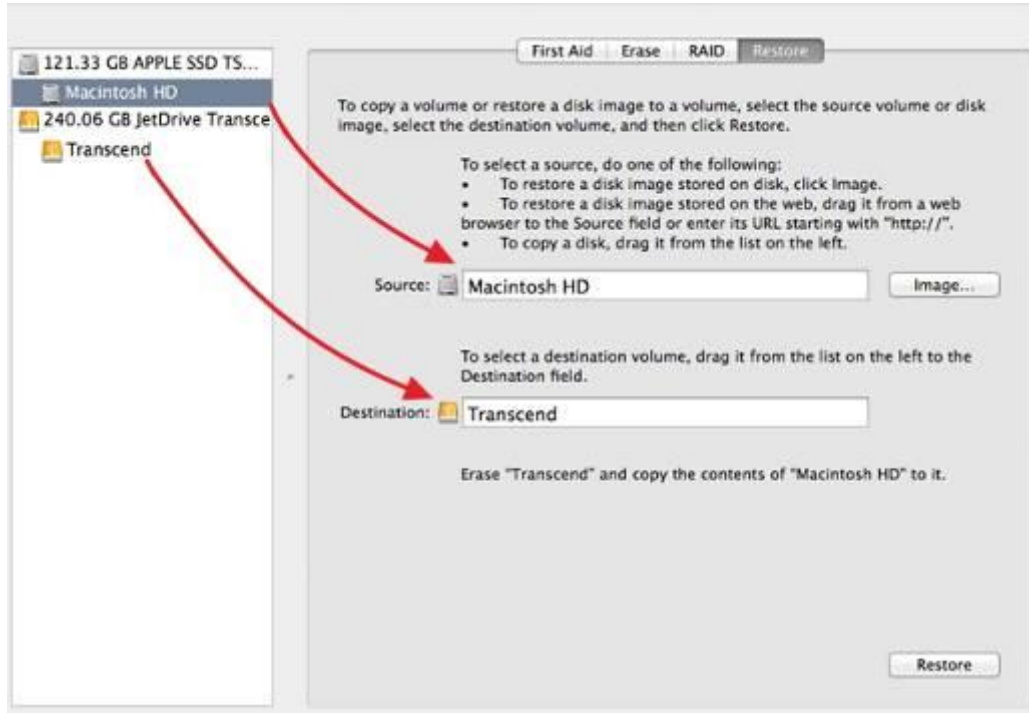 First Aid Erase RAID Restore
121.33 GB APPLE SSD TS...
Macintosh HD
240.06 GB JetDrive Transce
Transcend
To copy a volume or restore a disk image to a volume, select the source volume or disk
image, select the destination volume, and then click Restore.
To select a source, do one of the following:
• To restore a disk image stored on disk, click Image.
• To restore a disk image stored on the web, drag it from a web
browser to the Source field or enter its URL starting with "http://".
• To copy a disk, drag it from the list on the left.
Source: Macintosh HD Image...
To select a destination volume, drag it from the list on the left to the
Destination field.
Destination: Transcend
Erase "Transcend" and copy the contents of "Macintosh HD" to it.
Restore